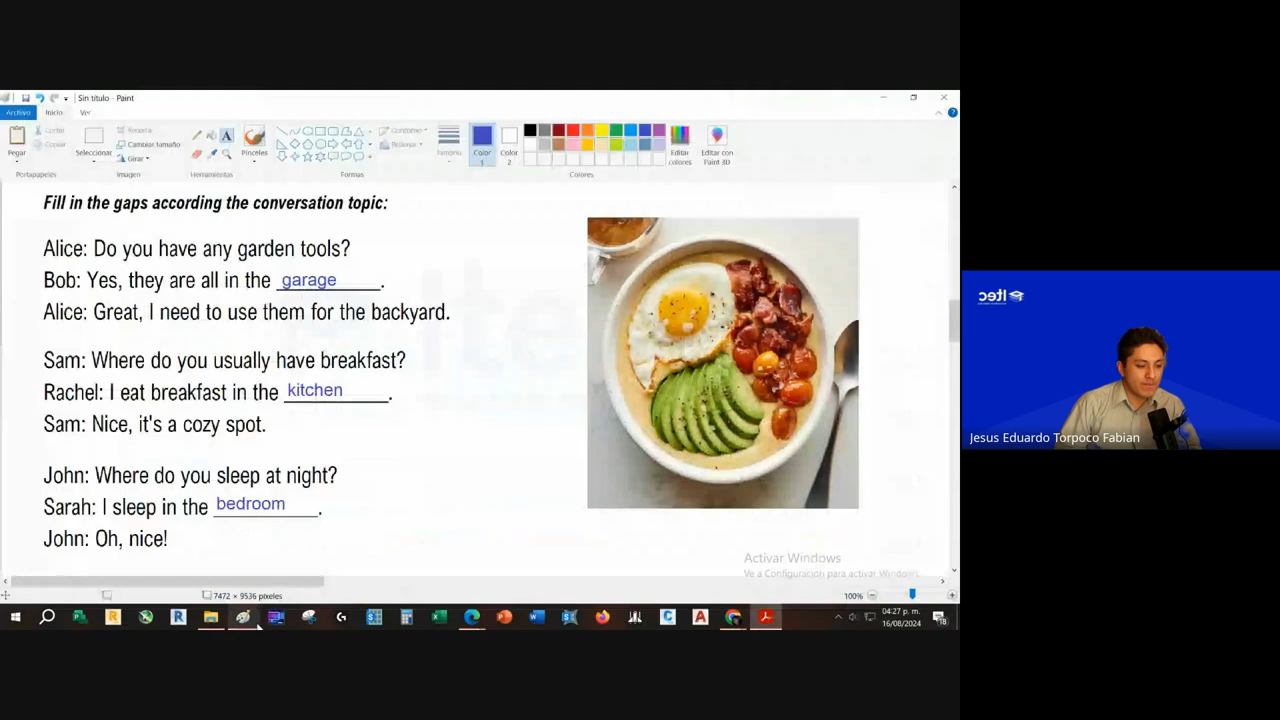 Sin título - Paint
Archivo Inicio Ver
Pegar
Cortar
Copiar
Portapapeles
Seleccionar
Recortar
Cambiar tamaño
Girar
Imagen
Herramientas
Pinceles
Contorno
Rellenar
Formas
Tamaño
Color
1
Color
2
Colores
Editar
colores
Editar con
Paint 3D
Fill in the gaps according the conversation topic:
Alice: Do you have any garden tools?
Bob: Yes, they are all in the garage.
Alice: Great, I need to use them for the backyard.
Sam: Where do you usually have breakfast?
Rachel: I eat breakfast in the kitchen.
Sam: Nice, it's a cozy spot.
John: Where do you sleep at night?
Sarah: I sleep in the bedroom.
John: Oh, nice!
Activar Windows
Ve a Configuración para activar Windows.
7472 × 9536 píxeles
100%
04:27 p. m.
16/08/2024
18
Itec
Jesus Eduardo Torpoco Fabian